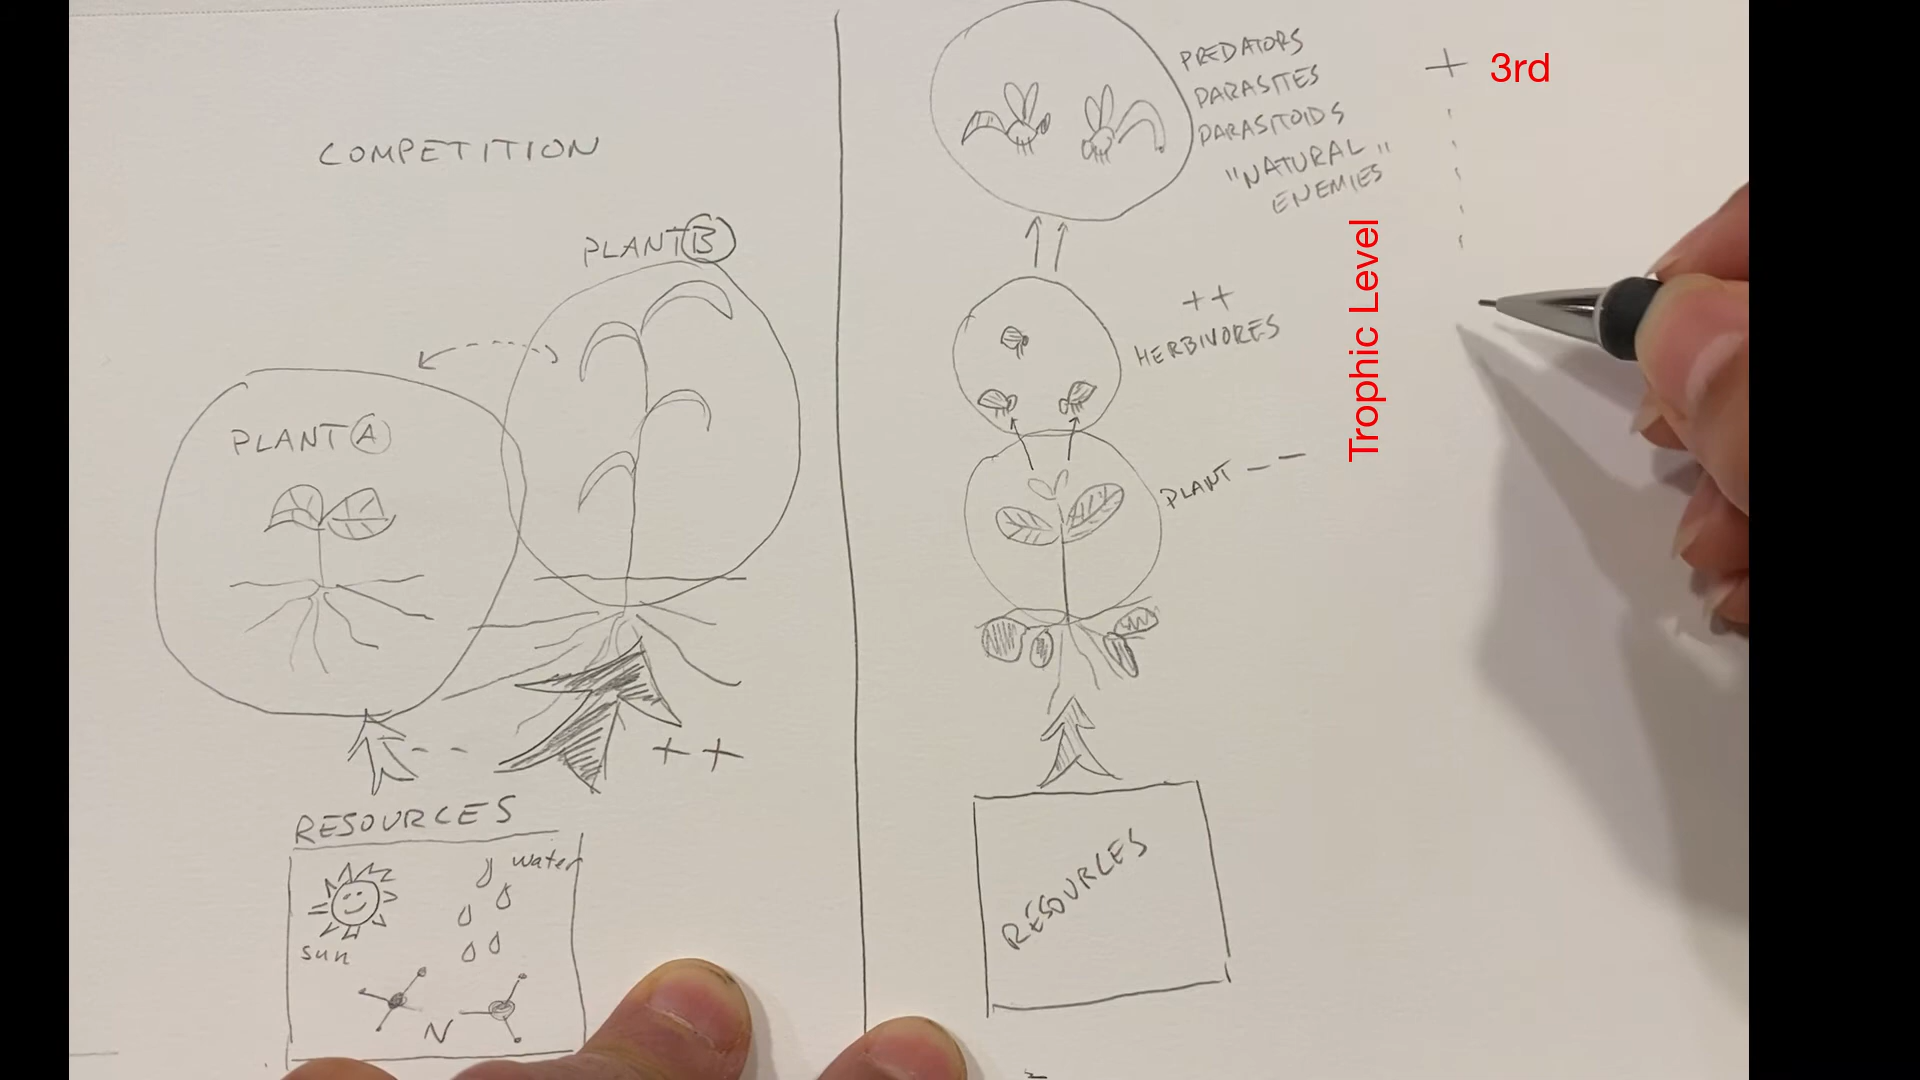 COMPETITION
PLANT B
PLANT A
-- ++
RESOURCES
water
sun
N
PREDATORS
PARASITES
PARASITOIDS
"NATURAL"
ENEMIES
+ 3rd
++
HERBIVORES
Trophic Level
PLANT --
RESOURCES